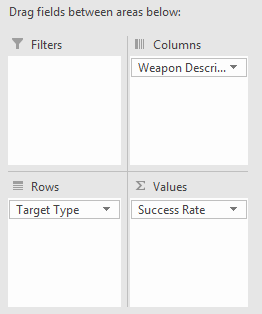 Drag fields between areas below:
Filters
Columns
Weapon Descri...
Rows
Target Type
Σ Values
Success Rate